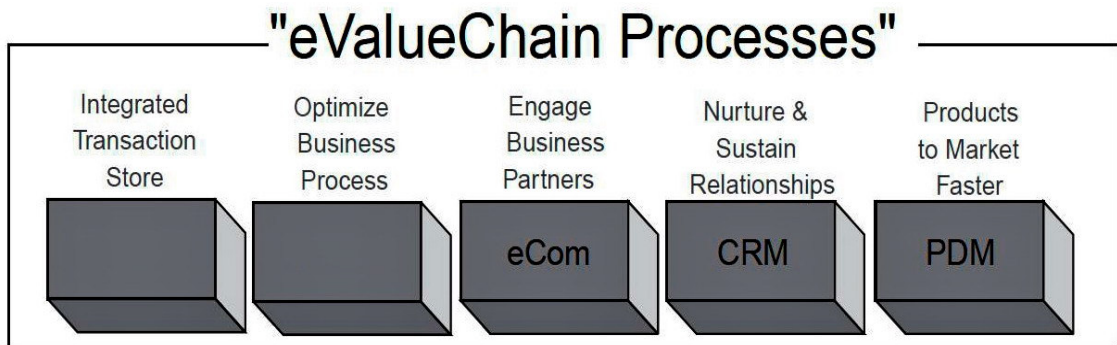 "eValueChain Processes"
Integrated
Transaction
Store
Optimize
Business
Process
Engage
Business
Partners
Nurture &
Sustain
Relationships
Products
to Market
Faster
eCom
CRM
PDM